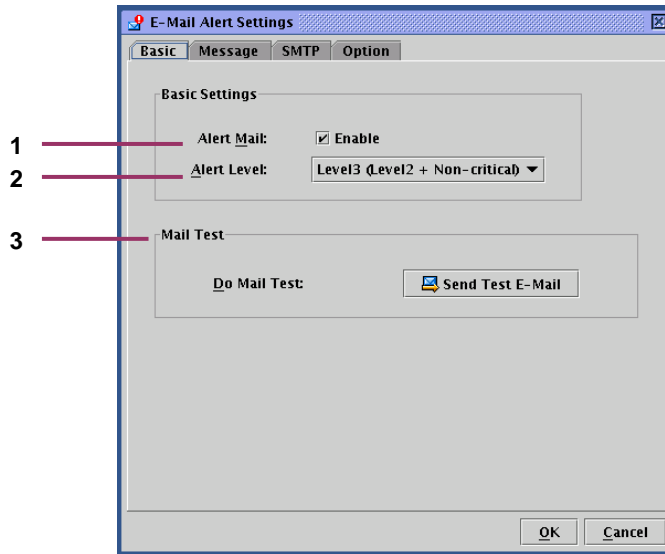 E-Mail Alert Settings
Basic Message SMTP Option
Basic Settings
1 Alert Mail: Enable
2 Alert Level: Level3 (Level2 + Non-critical)
3 Mail Test
Do Mail Test: Send Test E-Mail
OK Cancel